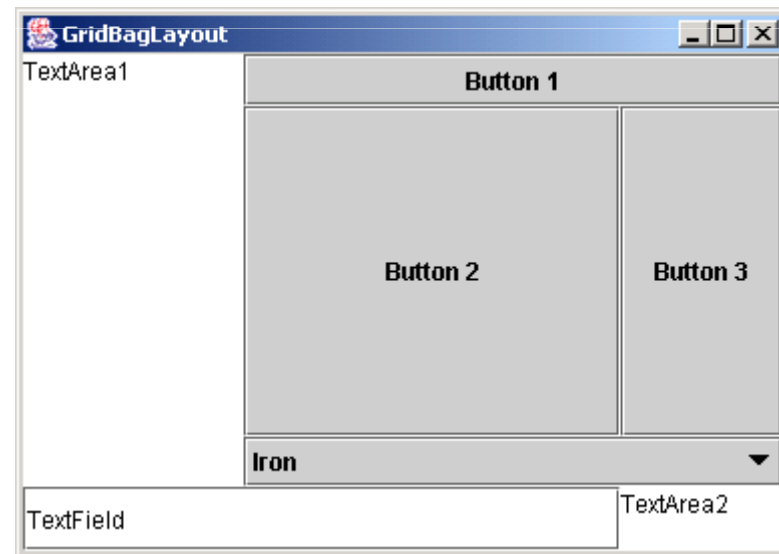 GridBagLayout
TextArea1
Button 1
Button 2
Button 3
Iron
TextField
TextArea2